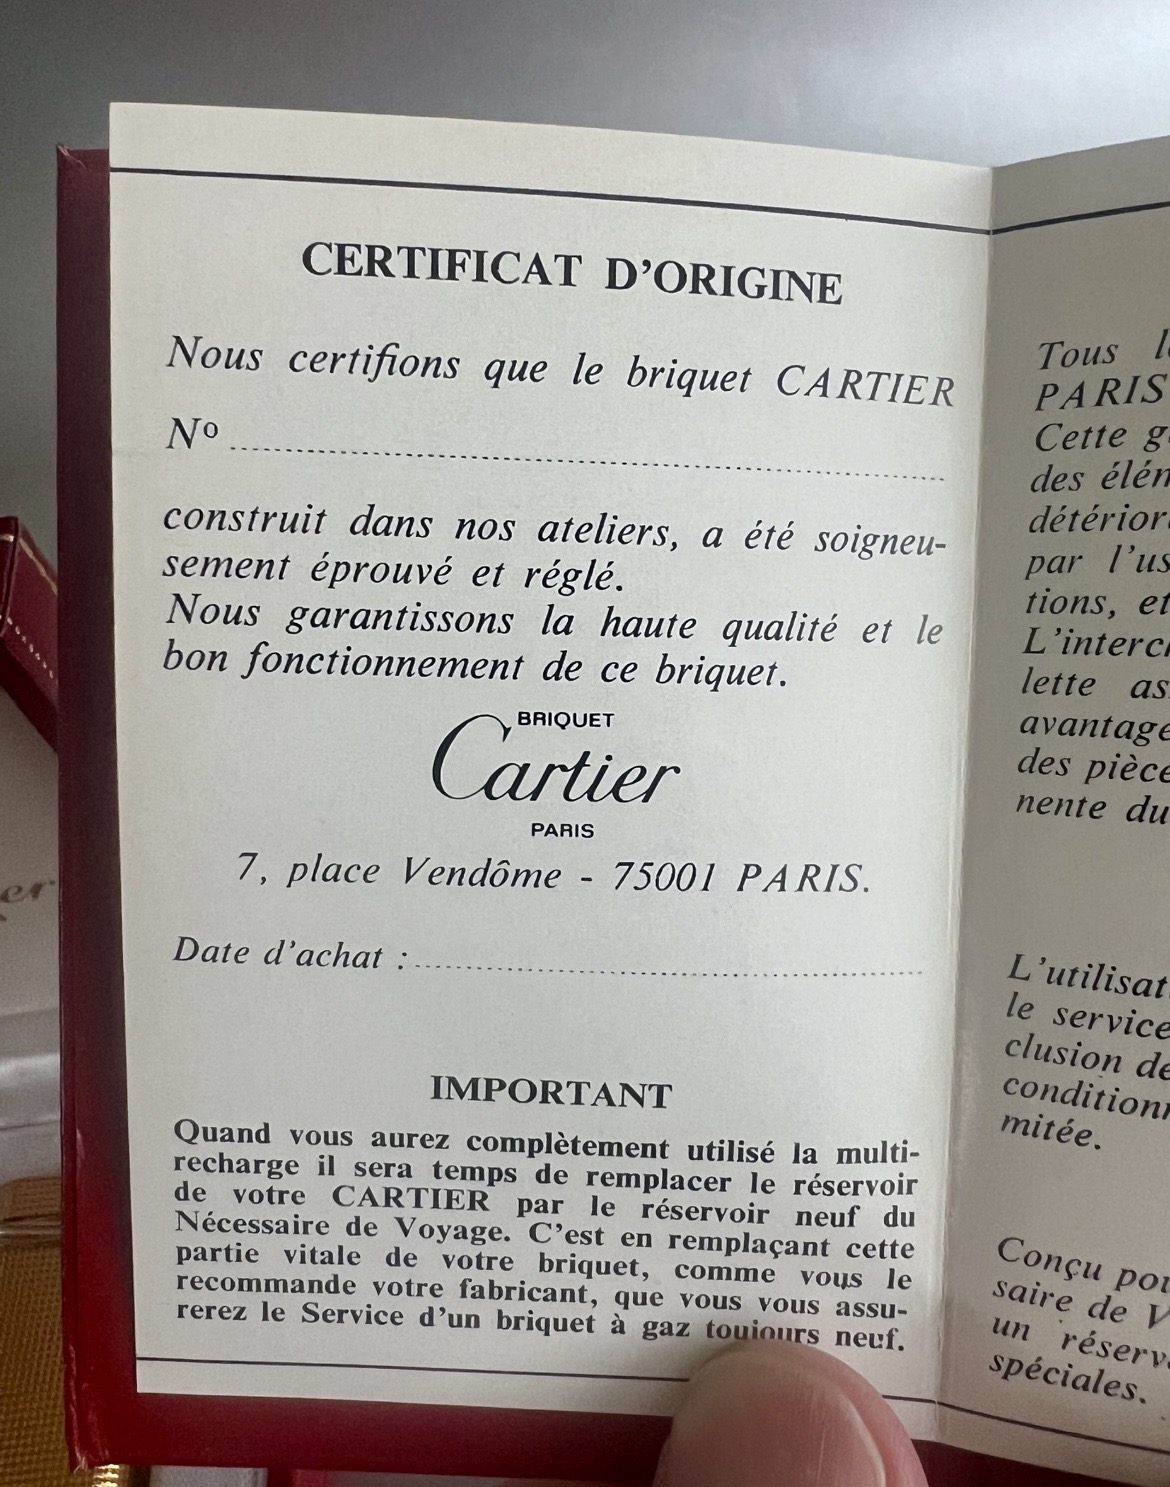 CERTIFICAT D'ORIGINE
Nous certifions que le briquet CARTIER
Nº
construit dans nos ateliers, a été soigneu-
sement éprouvé et réglé.
Nous garantissons la haute qualité et le
bon fonctionnement de ce briquet.
BRIQUET
Cartier
PARIS
7, place Vendôme - 75001 PARIS.
Date d'achat :
IMPORTANT
Quand vous aurez complètement utilisé la multi-
recharge il sera temps de remplacer le réservoir
de votre CARTIER par le réservoir neuf du
Nécessaire de Voyage. C'est en remplaçant cette
partie vitale de votre briquet, comme vous le
recommande votre fabricant, que vous vous assu-
rerez le Service d'un briquet à gaz toujours neuf.
Tous
PARIS
Cette
des
par l'us
tions, et
lette
des
nente du
le service
clusion de
mitée.
Conçu
saire de V
un
spéciales.